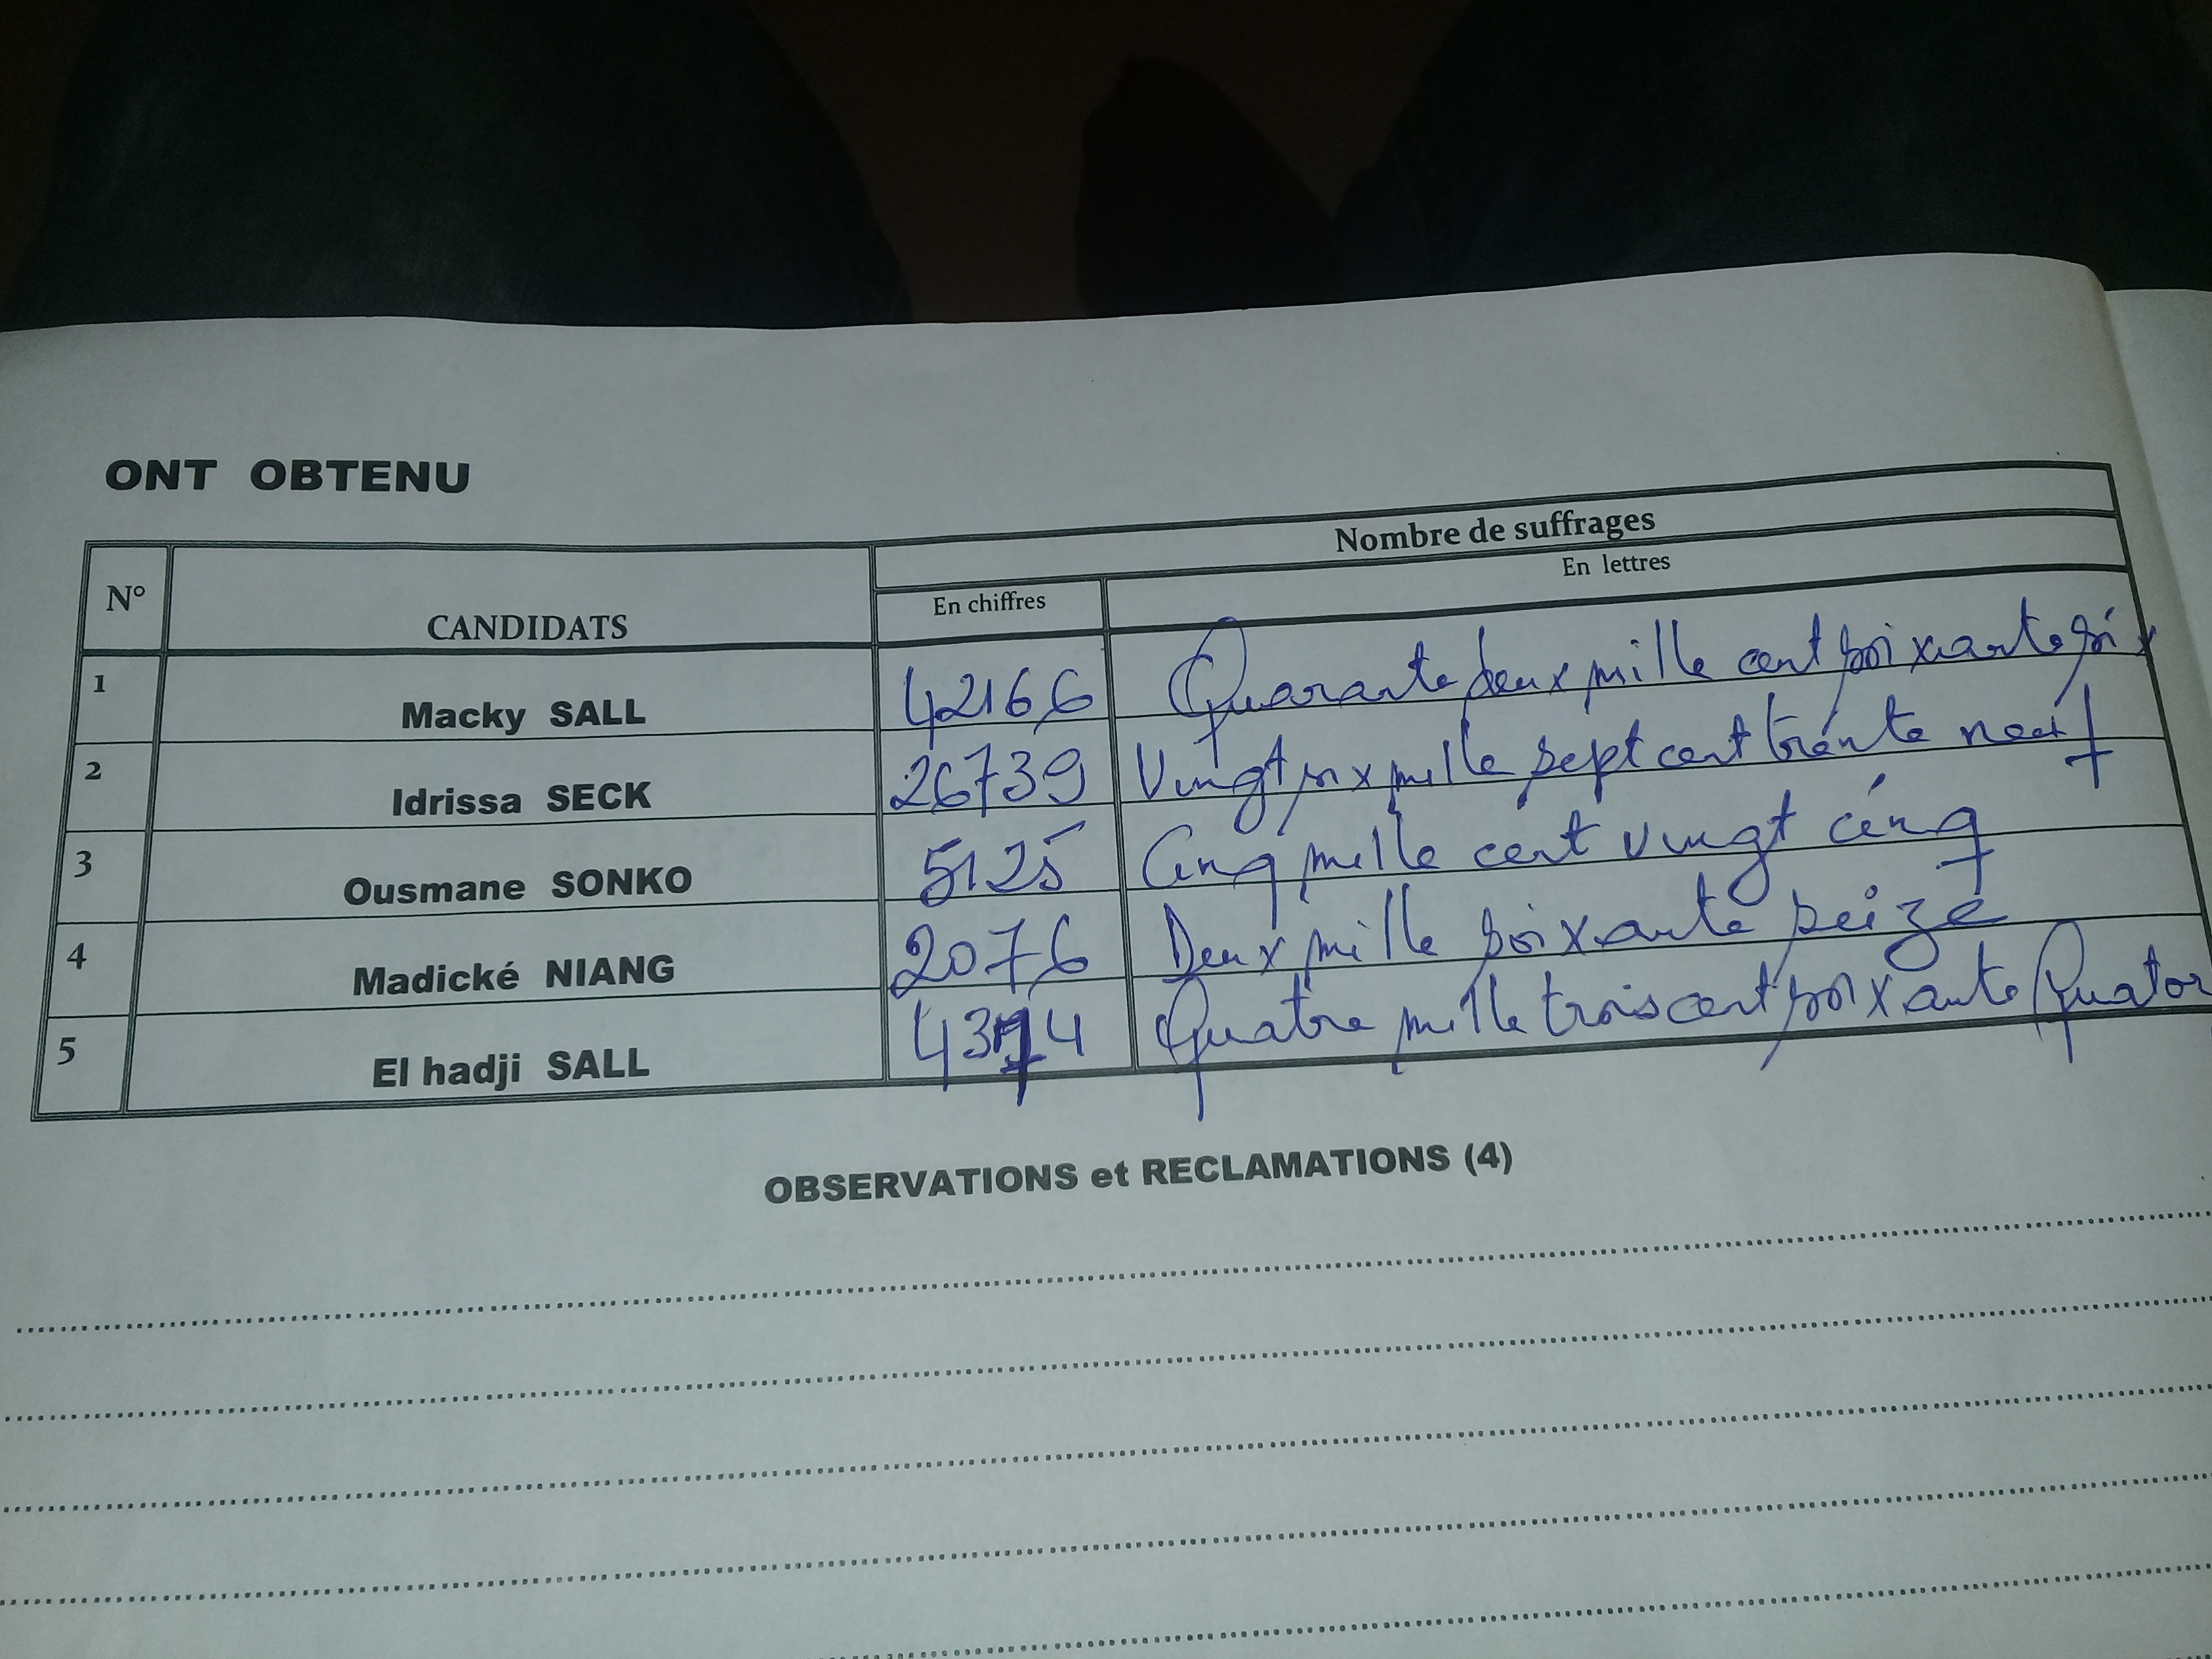 ONT OBTENU
N° CANDIDATS Nombre de suffrages
En chiffres En lettres
1 Macky SALL 42166 Quarante deux mille cent soixante six
2 Idrissa SECK 26739 Vingt six mille sept cent trente neuf
3 Ousmane SONKO 5125 Cinq mille cent vingt cinq
4 Madické NIANG 2076 Deux mille soixante seize
5 El hadji SALL 4374 Quatre mille trois cent soixante Quator
OBSERVATIONS et RECLAMATIONS (4)